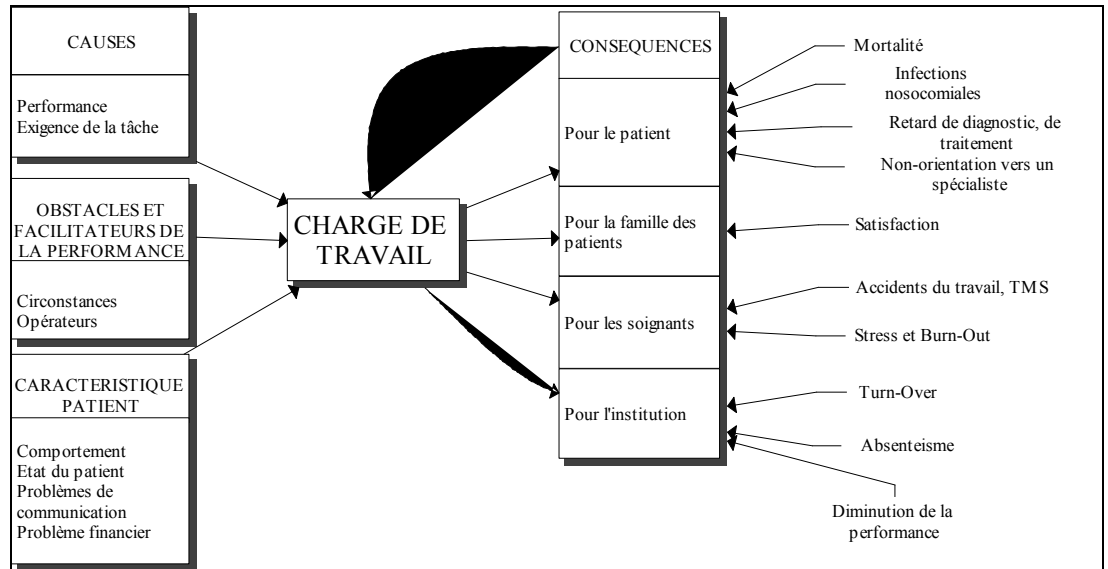 CAUSES
Performance
Exigence de la tâche
OBSTACLES ET
FACILITATEURS DE
LA PERFORMANCE
Circonstances
Opérateurs
CARACTERISTIQUE
PATIENT
Comportement
Etat du patient
Problèmes de
communication
Problème financier
CHARGE DE
TRAVAIL
CONSEQUENCES
Pour le patient
Pour la famille des
patients
Pour les soignants
Pour l'institution
Mortalité
Infections
nosocomiales
Retard de diagnostic, de
traitement
Non-orientation vers un
spécialiste
Satisfaction
Accidents du travail, TMS
Stress et Burn-Out
Turn-Over
Absenteisme
Diminution de la
performance